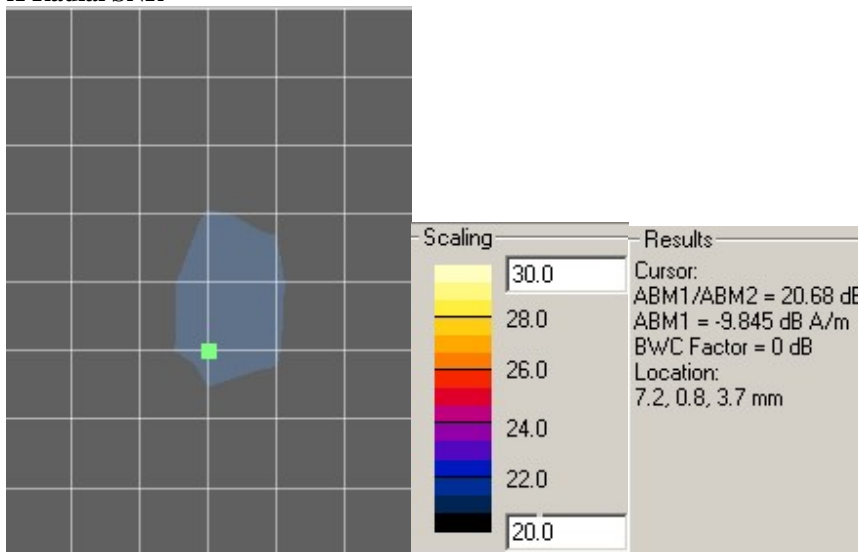 Scaling
30.0
28.0
26.0
24.0
22.0
20.0
Results
Cursor:
ABM1/ABM2 = 20.68 dB
ABM1 = -9.845 dB A/m
BWC Factor = 0 dB
Location:
7.2, 0.8, 3.7 mm